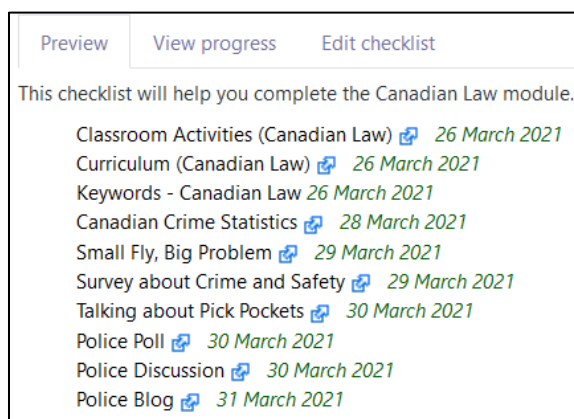 Preview View progress Edit checklist
This checklist will help you complete the Canadian Law module.
Classroom Activities (Canadian Law) 26 March 2021
Curriculum (Canadian Law) 26 March 2021
Keywords - Canadian Law 26 March 2021
Canadian Crime Statistics 28 March 2021
Small Fly, Big Problem 29 March 2021
Survey about Crime and Safety 29 March 2021
Talking about Pick Pockets 30 March 2021
Police Poll 30 March 2021
Police Discussion 30 March 2021
Police Blog 31 March 2021